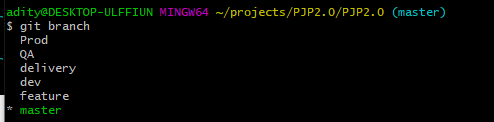 adity@DESKTOP-ULFFIUN MINGW64 ~/projects/PJP2.0/PJP2.0 (master)
$ git branch
  Prod
  QA
  delivery
  dev
  feature
* master